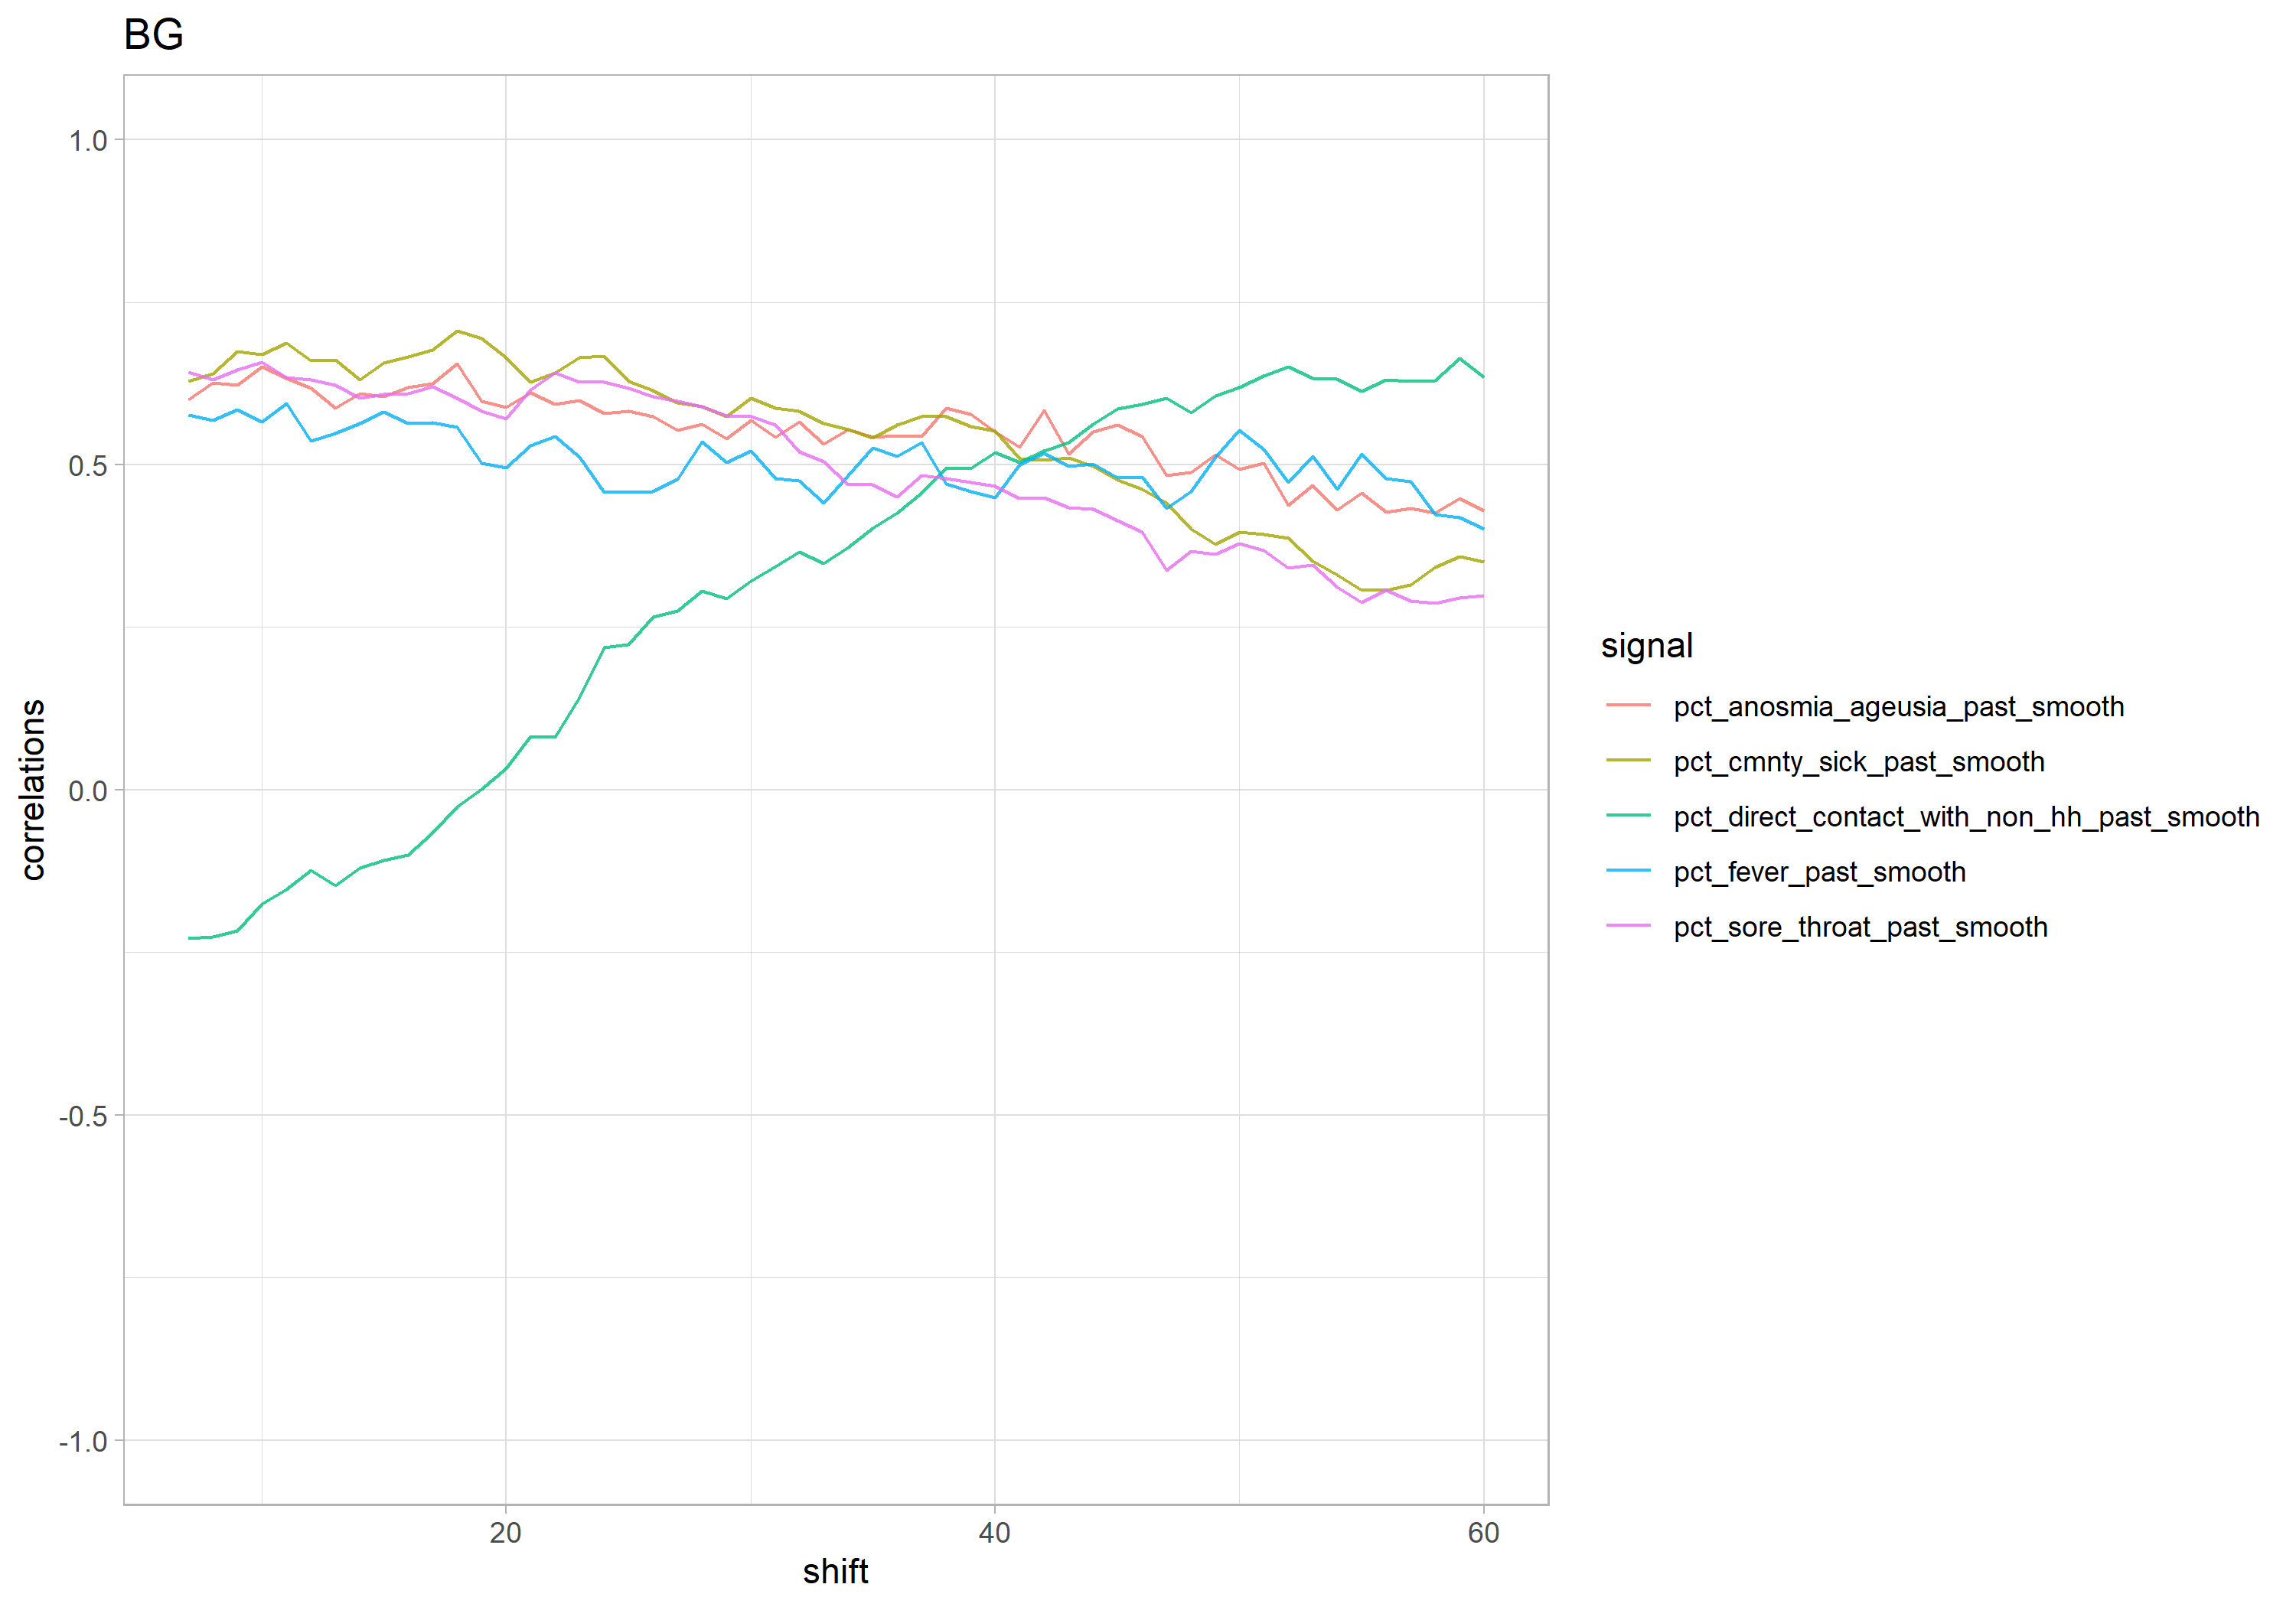 BG
1.0
0.5
0.0
-0.5
-1.0
correlations
20
40
60
shift
signal
pct_anosmia_ageusia_past_smooth
pct_cmnty_sick_past_smooth
pct_direct_contact_with_non_hh_past_smooth
pct_fever_past_smooth
pct_sore_throat_past_smooth